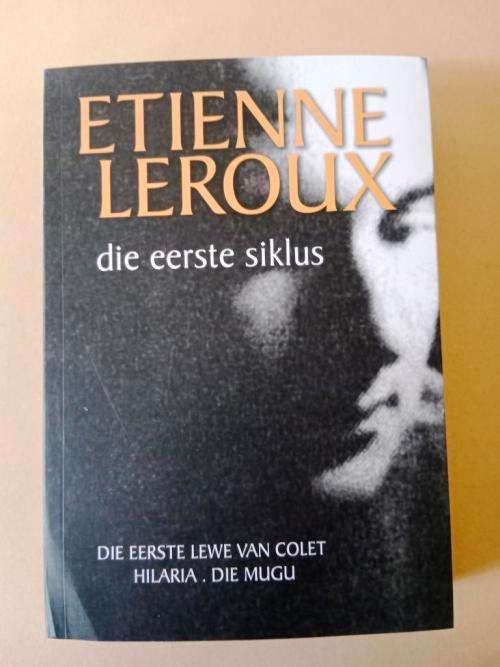 ETIENNE
LEROUX
die eerste siklus
DIE EERSTE LEWE VAN COLET
HILARIA . DIE MUGU